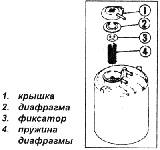 1
2
3
4
1. крышка
2. диафрагма
3. фиксатор
4. пружина
диафрагмы